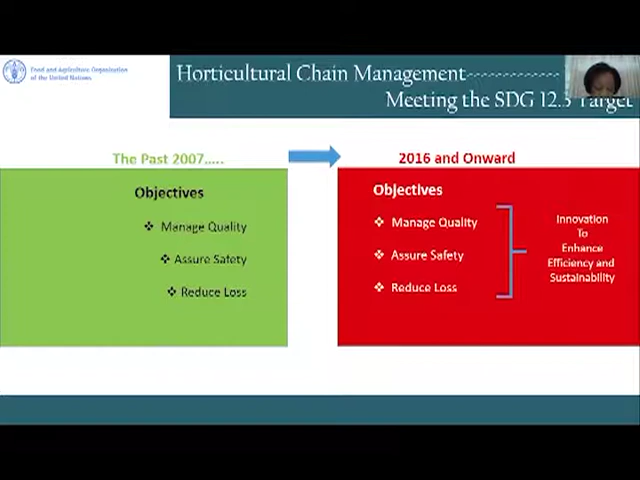 Food and Agriculture Organization
of the United Nations
Horticultural Chain Management~~~~~~~~~~~~
Meeting the SDG 12.3 Target
The Past 2007.....
2016 and Onward
Objectives
❖ Manage Quality
❖ Assure Safety
❖ Reduce Loss
Objectives
❖ Manage Quality
❖ Assure Safety
❖ Reduce Loss
Innovation
To
Enhance
Efficiency and
Sustainability